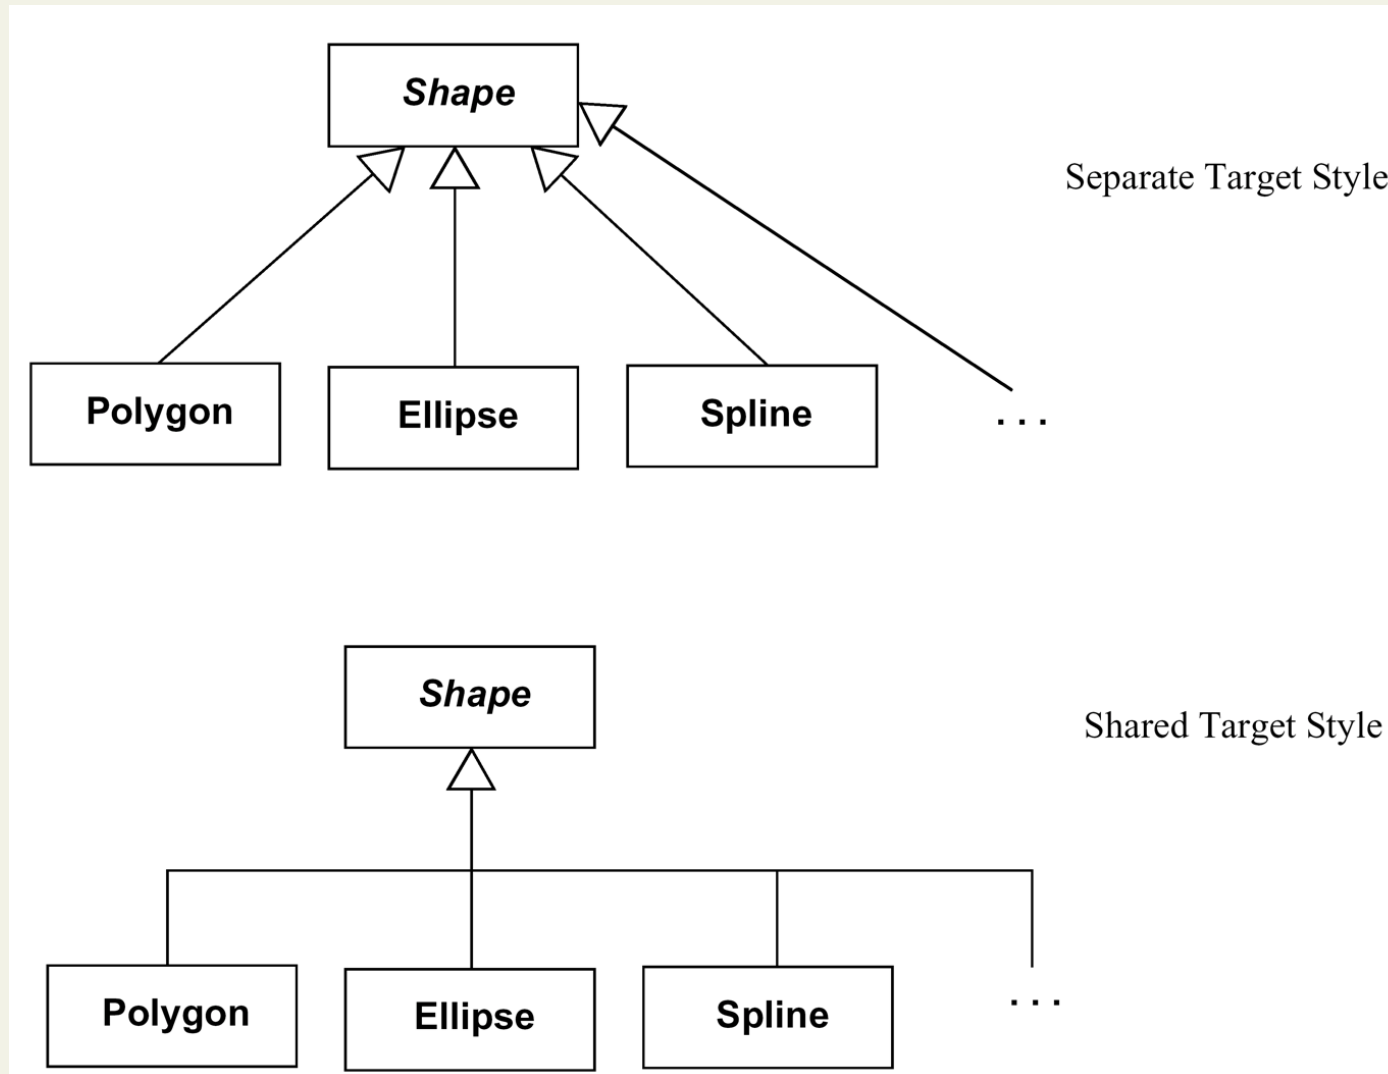 Shape
Separate Target Style
Polygon
Ellipse
Spline
. . .
Shape
Shared Target Style
Polygon
Ellipse
Spline
. . .